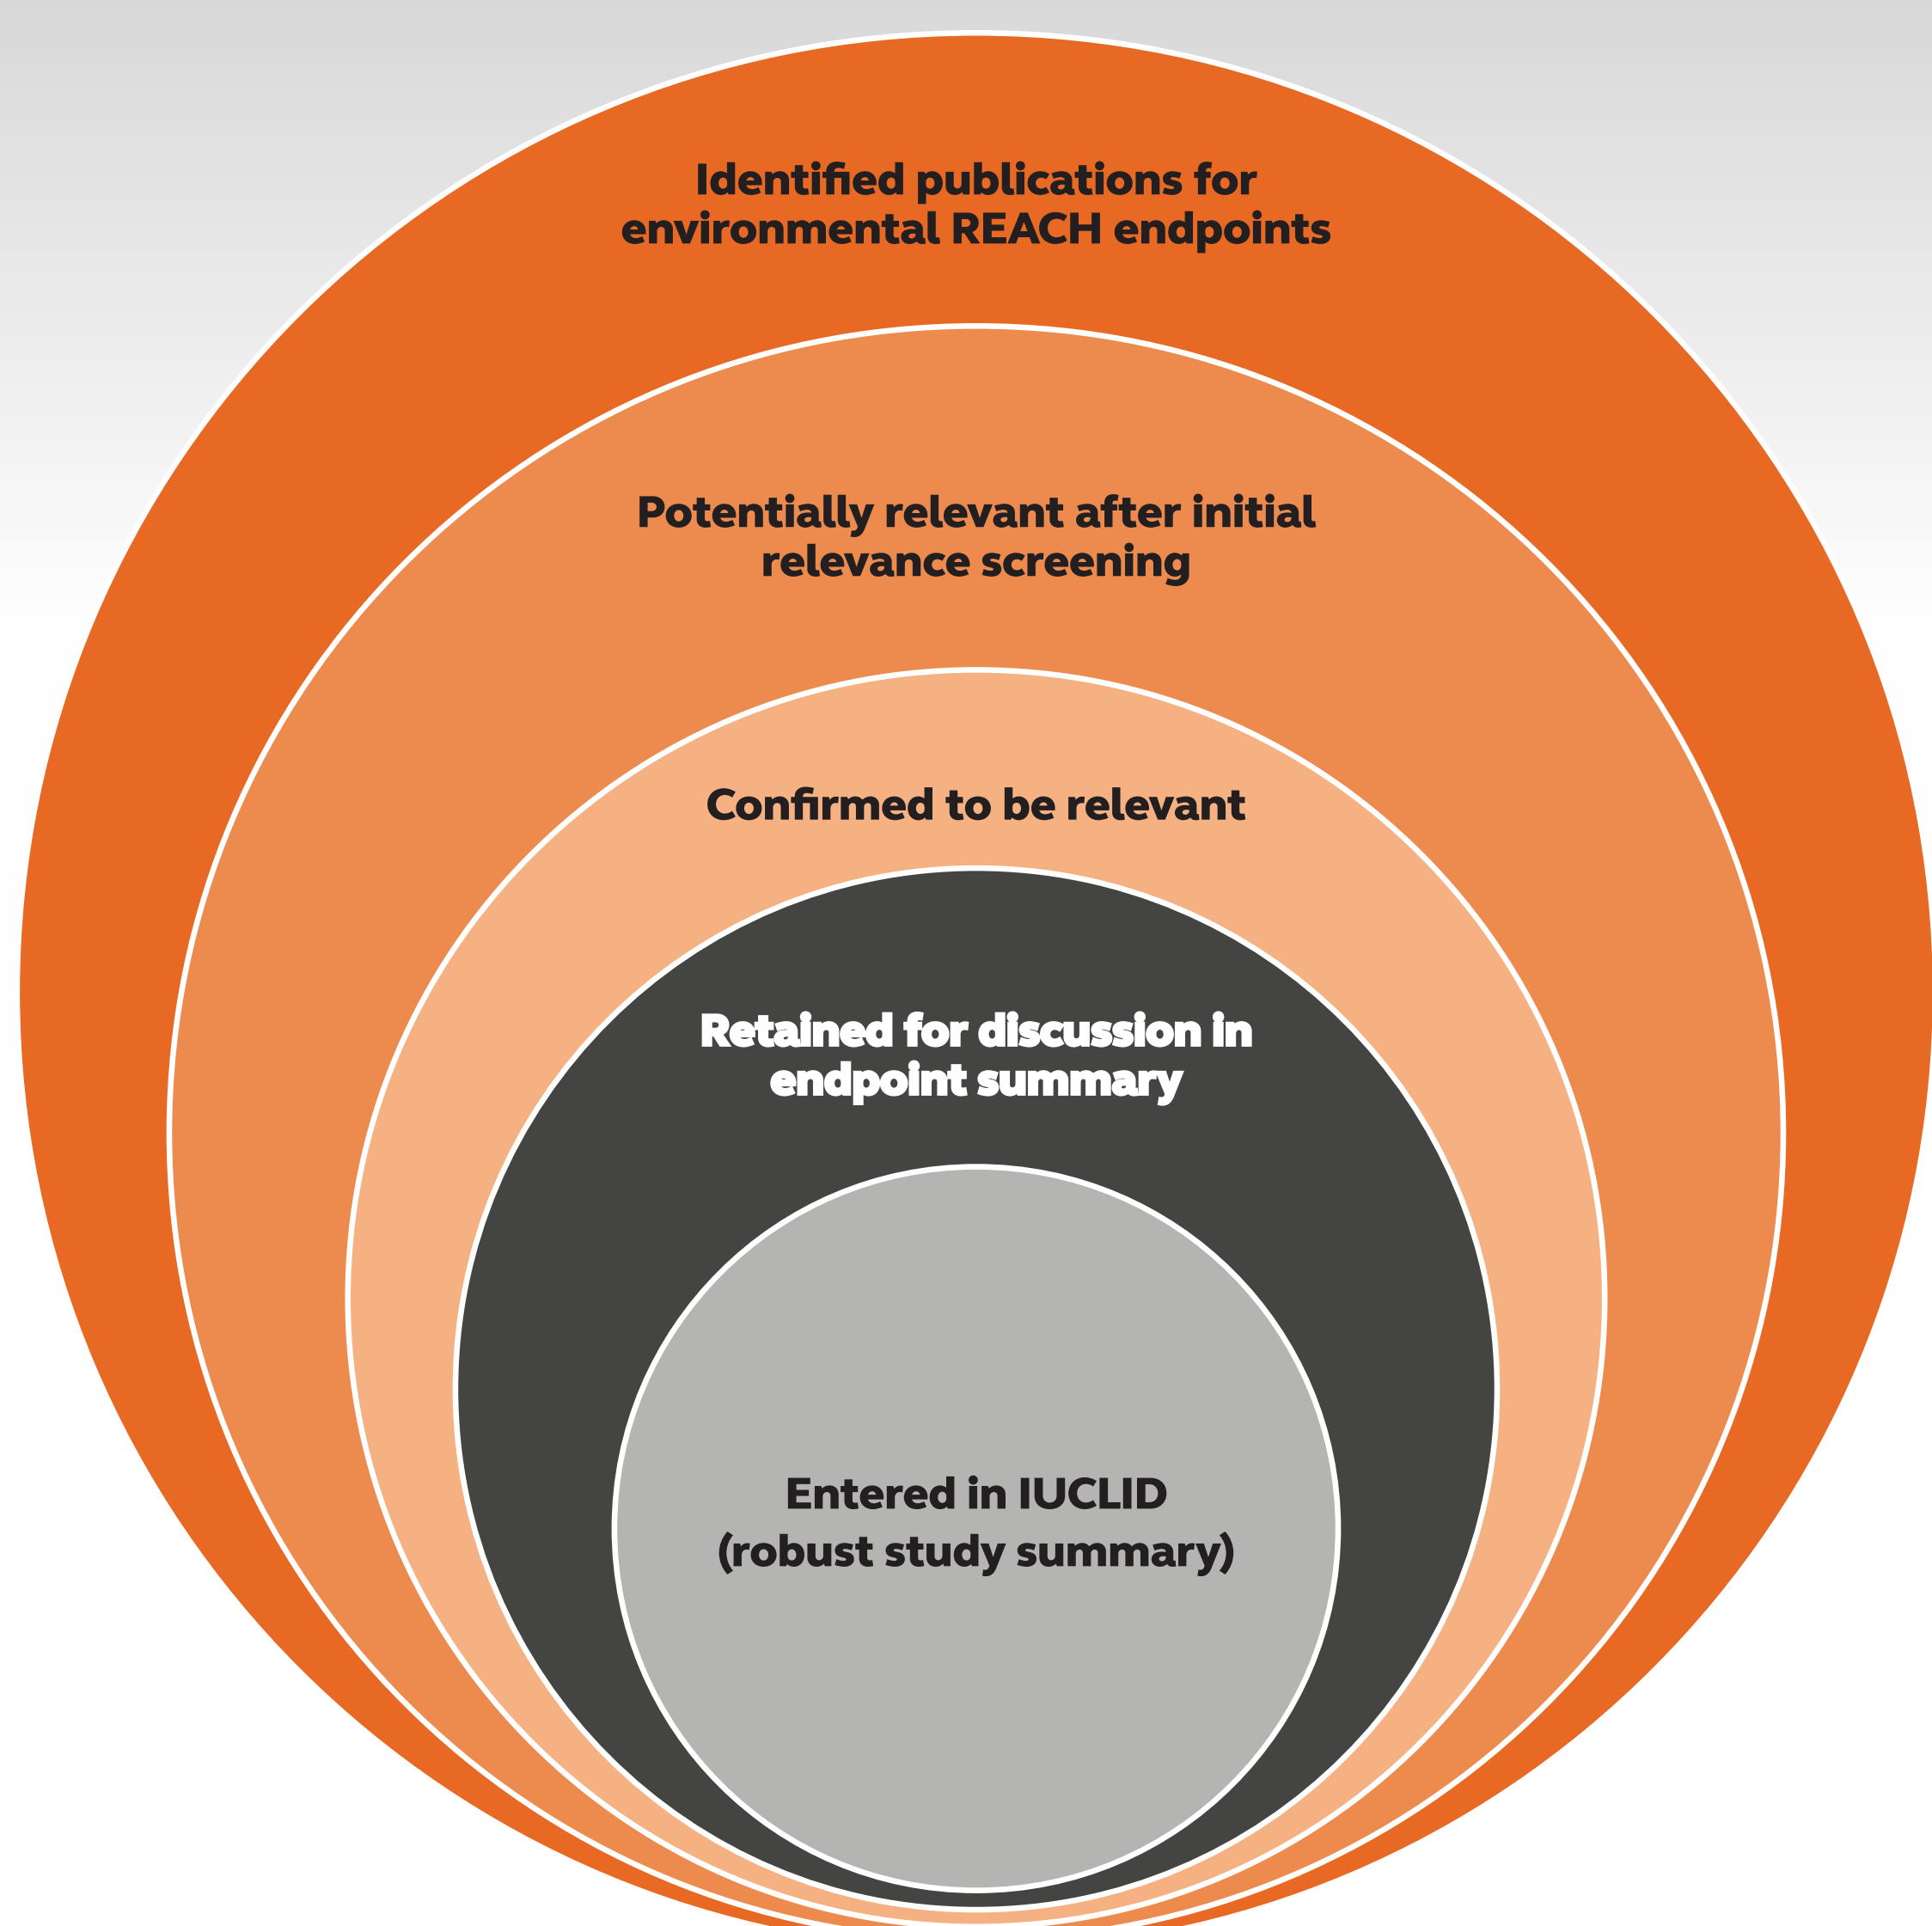 Identified publications for
environmental REACH endpoints
Potentially relevant after initial
relevance screening
Confirmed to be relevant
Retained for discussion in
endpoint summary
Entered in IUCLID
(robust study summary)